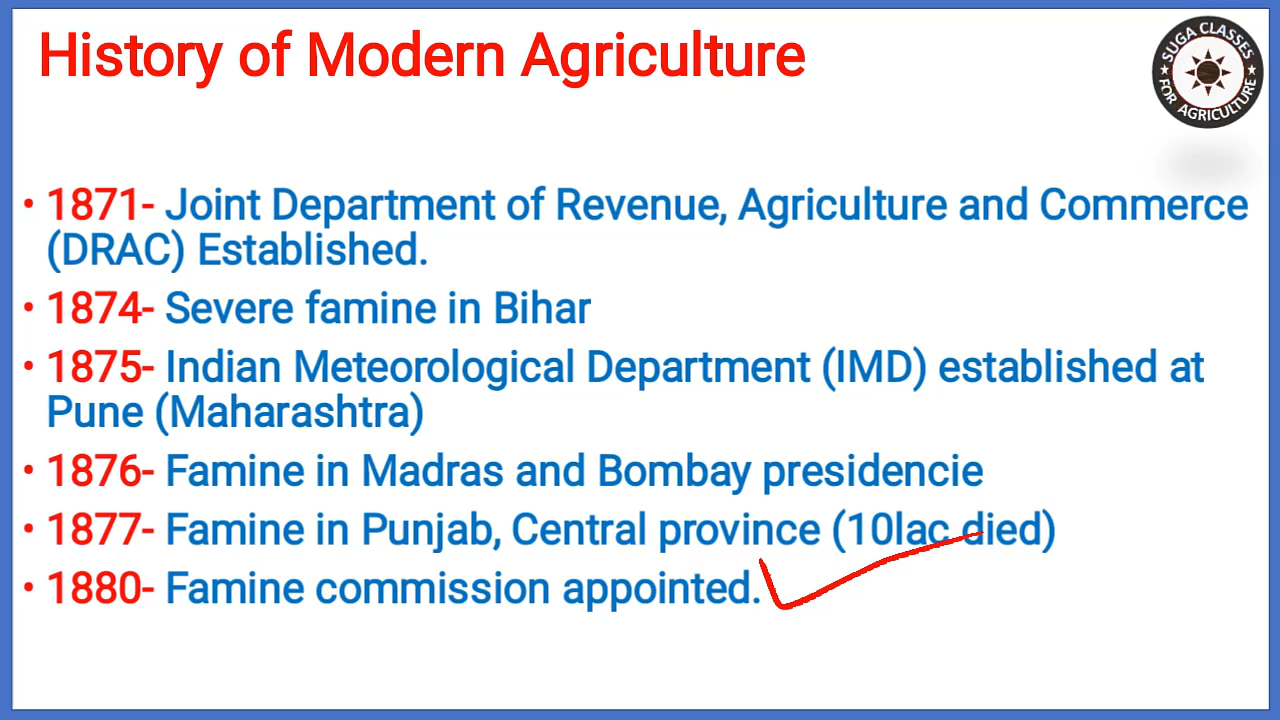 History of Modern Agriculture
SUGA CLASSES
FOR AGRICULTURE
• 1871- Joint Department of Revenue, Agriculture and Commerce
(DRAC) Established.
• 1874- Severe famine in Bihar
• 1875- Indian Meteorological Department (IMD) established at
Pune (Maharashtra)
• 1876- Famine in Madras and Bombay presidencie
• 1877- Famine in Punjab, Central province (10lac died)
• 1880- Famine commission appointed.